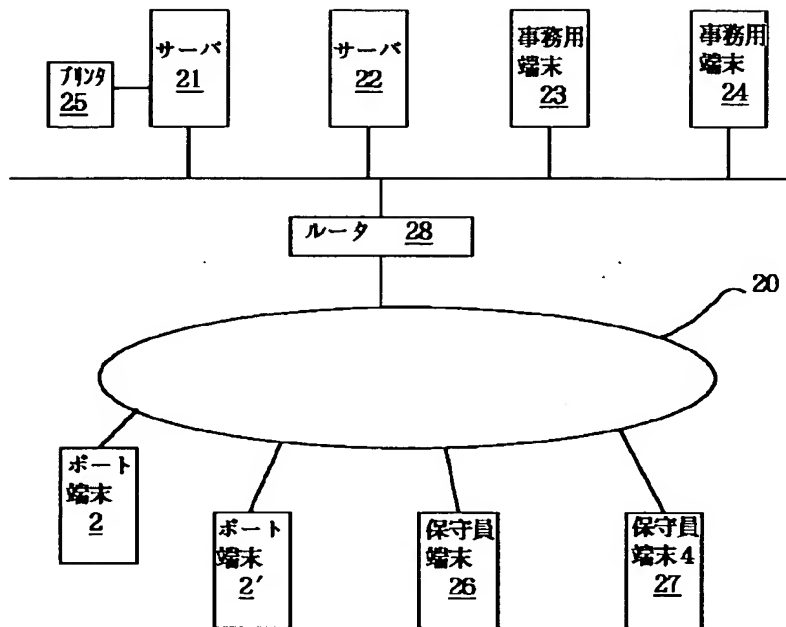 プリンタ
25
サーバ
21
サーバ
22
事務用
端末
23
事務用
端末
24
ルータ 28
20
ポート
端末
2
ポート
端末
2′
保守員
端末
26
保守員
端末4
27